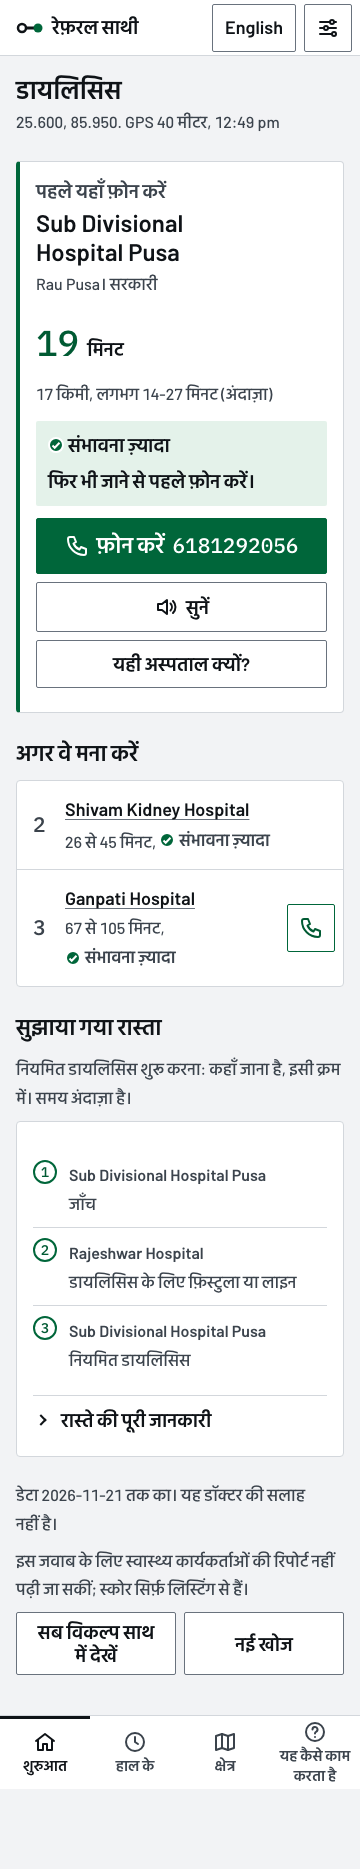 रेफ़रल साथी
English
डायलिसिस
25.600, 85.950. GPS 40 मीटर, 12:49 pm
पहले यहाँ फ़ोन करें
Sub Divisional
Hospital Pusa
Rau Pusa। सरकारी
19 मिनट
17 किमी, लगभग 14-27 मिनट (अंदाज़ा)
संभावना ज़्यादा
फिर भी जाने से पहले फ़ोन करें।
फ़ोन करें 6181292056
सुनें
यही अस्पताल क्यों?
अगर वे मना करें
2
Shivam Kidney Hospital
26 से 45 मिनट, संभावना ज़्यादा
3
Ganpati Hospital
67 से 105 मिनट,
संभावना ज़्यादा
सुझाया गया रास्ता
नियमित डायलिसिस शुरू करना: कहाँ जाना है, इसी क्रम
में। समय अंदाज़ा है।
1
Sub Divisional Hospital Pusa
जाँच
2
Rajeshwar Hospital
डायलिसिस के लिए फ़िस्टुला या लाइन
3
Sub Divisional Hospital Pusa
नियमित डायलिसिस
रास्ते की पूरी जानकारी
डेटा 2026-11-21 तक का। यह डॉक्टर की सलाह
नहीं है।
इस जवाब के लिए स्वास्थ्य कार्यकर्ताओं की रिपोर्ट नहीं
पढ़ी जा सकीं; स्कोर सिर्फ़ लिस्टिंग से हैं।
सब विकल्प साथ
में देखें
नई खोज
शुरुआत
हाल के
क्षेत्र
यह कैसे काम
करता है